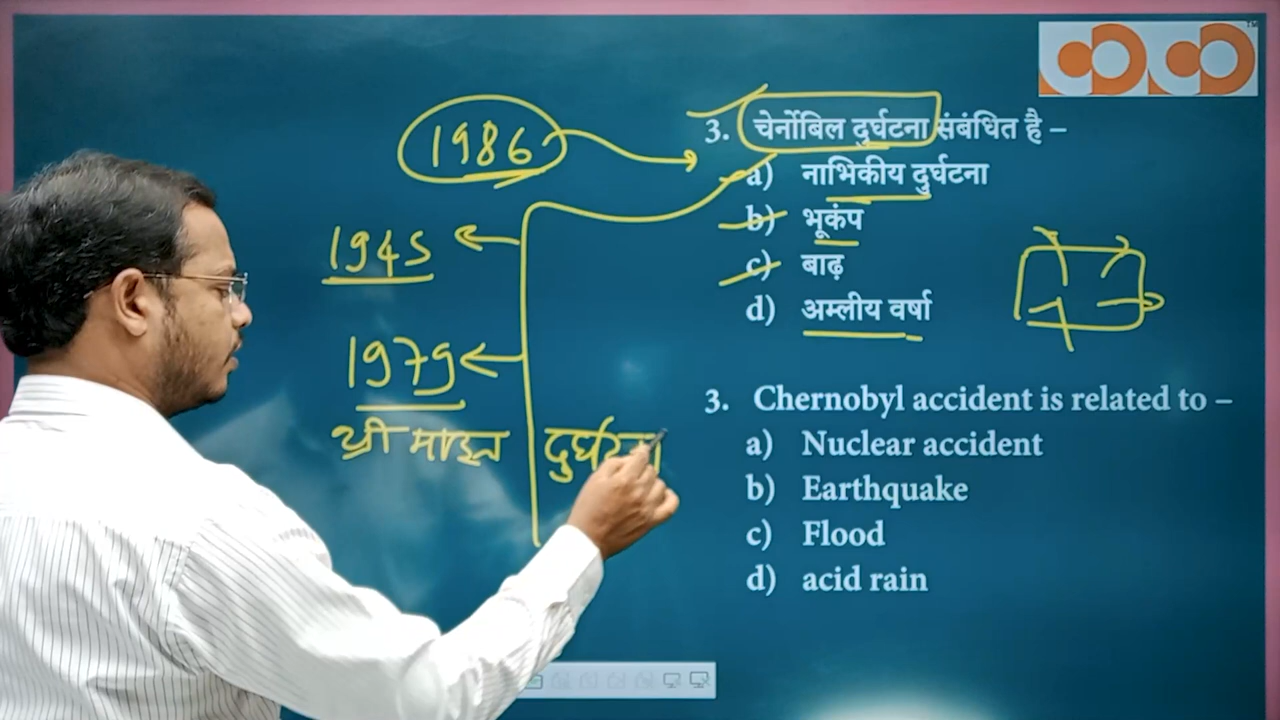 TM
1986
3. चेर्नोबिल दुर्घटना संबंधित है –
a) नाभिकीय दुर्घटना
b) भूकंप
c) बाढ़
d) अम्लीय वर्षा
1945
1979
थ्री माइल दुर्घटना
3. Chernobyl accident is related to –
a) Nuclear accident
b) Earthquake
c) Flood
d) acid rain